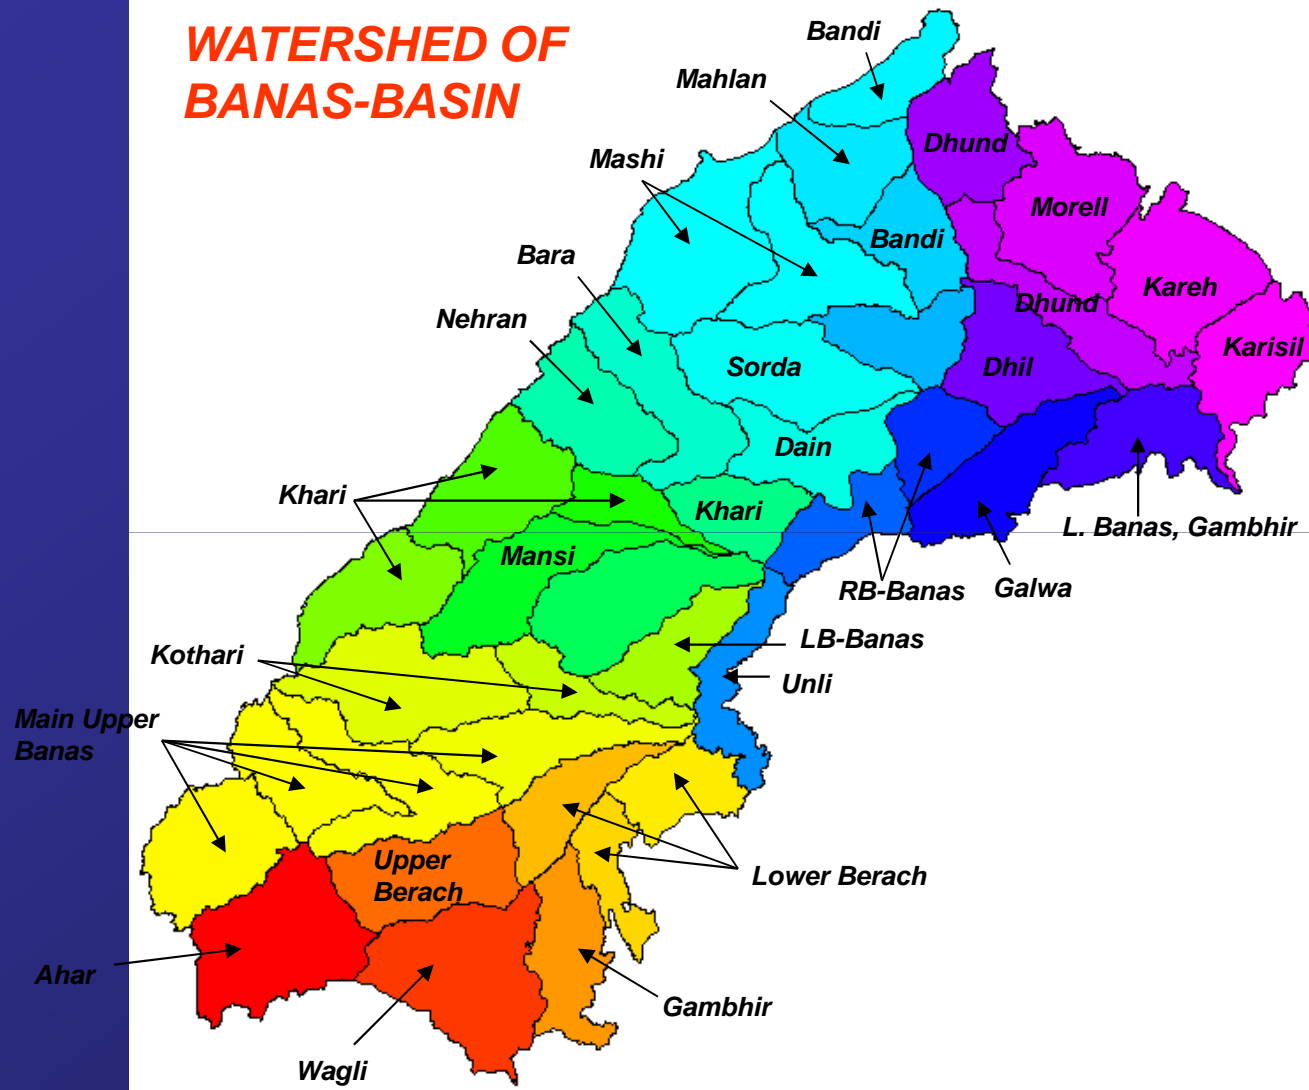 WATERSHED OF
BANAS-BASIN
Bandi
Mahlan
Dhund
Mashi
Morell
Bandi
Bara
Kareh
Dhund
Nehran
Karisil
Sorda
Dhil
Dain
Khari
Khari
L. Banas, Gambhir
Mansi
RB-Banas
Galwa
LB-Banas
Kothari
Unli
Main Upper
Banas
Upper
Berach
Lower Berach
Ahar
Gambhir
Wagli